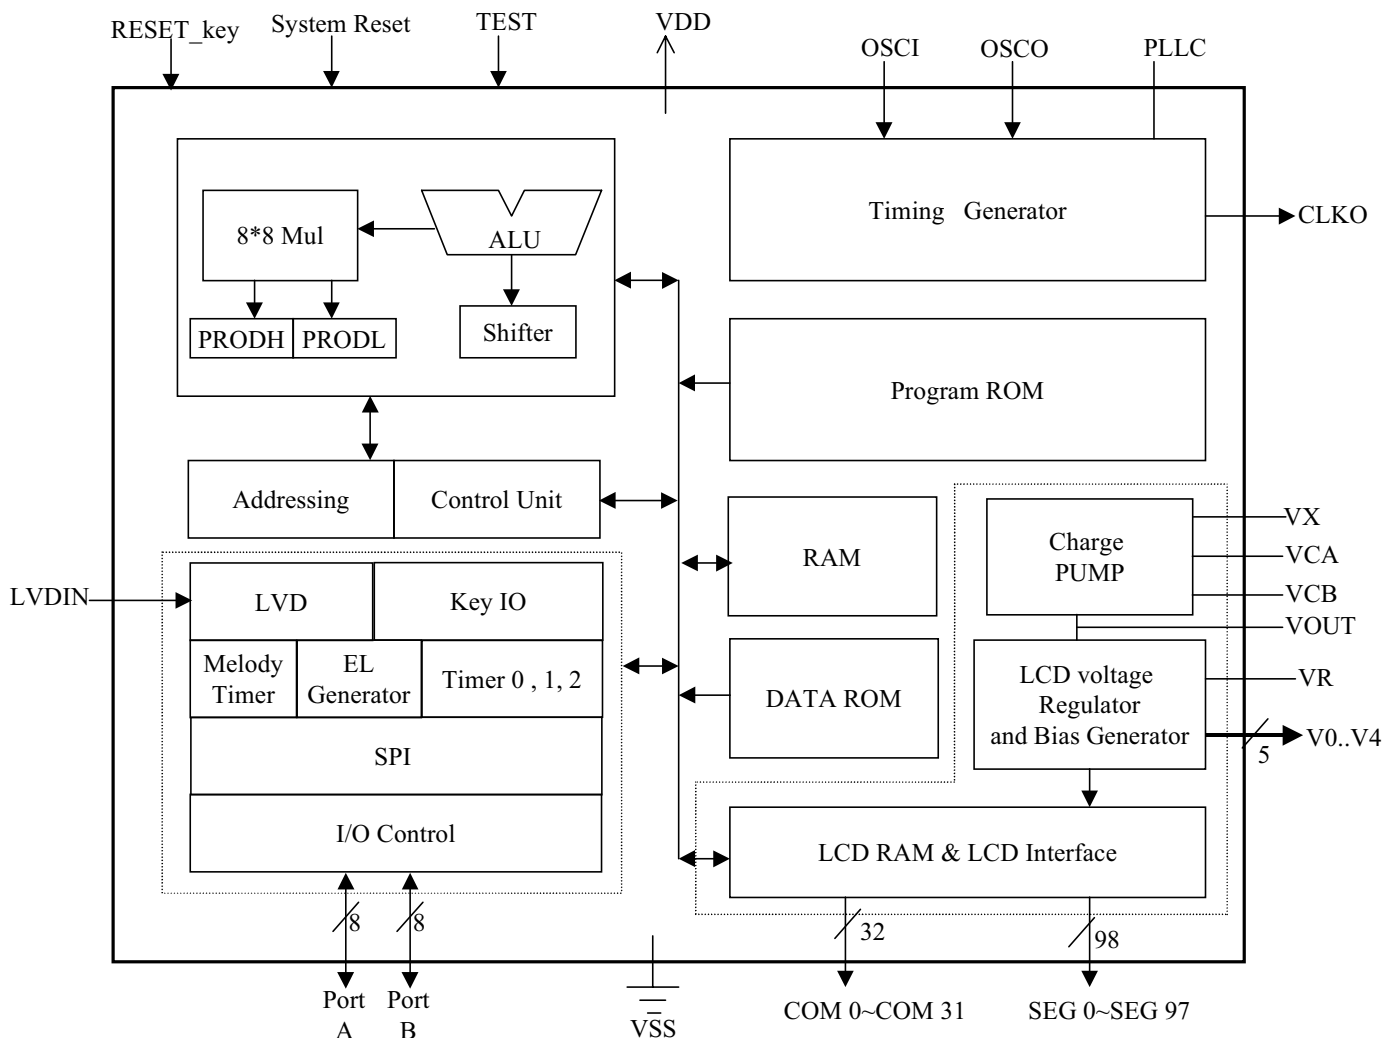 RESET_key
System Reset
TEST
VDD
OSCI
OSCO
PLLC
8*8 Mul
ALU
PRODH
PRODL
Shifter
Timing Generator
CLKO
Program ROM
Addressing
Control Unit
RAM
Charge
PUMP
VX
VCA
VCB
VOUT
LVDIN
LVD
Key IO
Melody
Timer
EL
Generator
Timer 0 , 1, 2
SPI
I/O Control
DATA ROM
LCD voltage
Regulator
and Bias Generator
VR
V0..V4
5
LCD RAM & LCD Interface
8
8
32
98
Port
A
Port
B
VSS
COM 0~COM 31
SEG 0~SEG 97